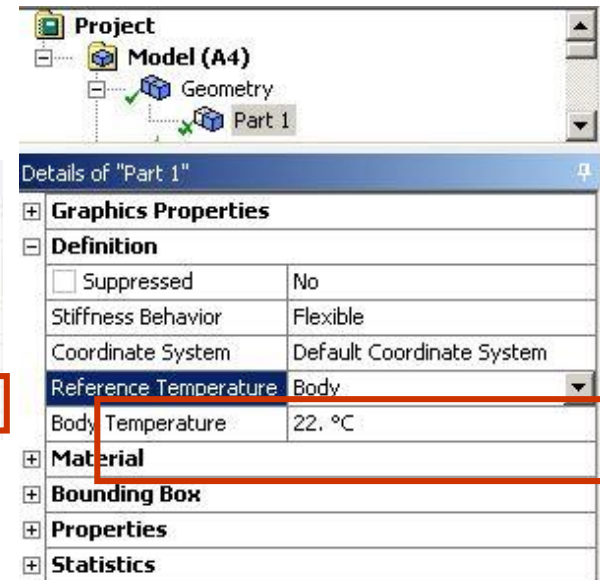 Project
Model (A4)
Geometry
Part 1
Details of "Part 1"
Graphics Properties
Definition
Suppressed No
Stiffness Behavior Flexible
Coordinate System Default Coordinate System
Reference Temperature Body
Body Temperature 22. °C
Material
Bounding Box
Properties
Statistics